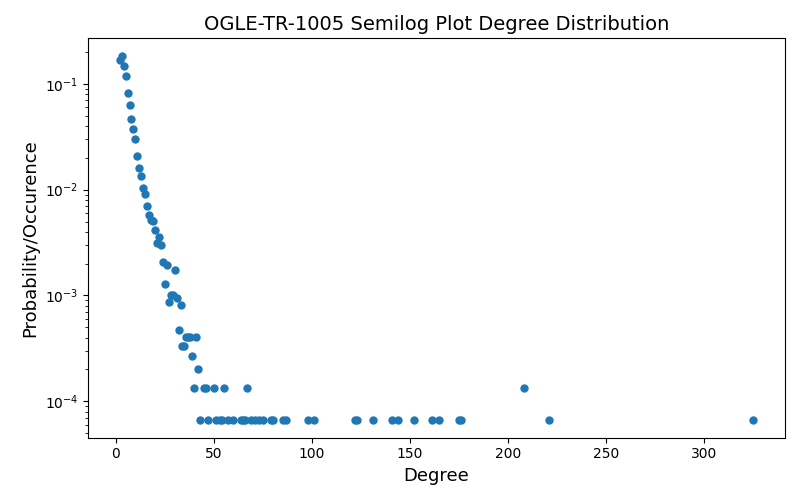 OGLE-TR-1005 Semilog Plot Degree Distribution
Probability/Occurence
10⁻¹
10⁻²
10⁻³
10⁻⁴
0 50 100 150 200 250 300
Degree